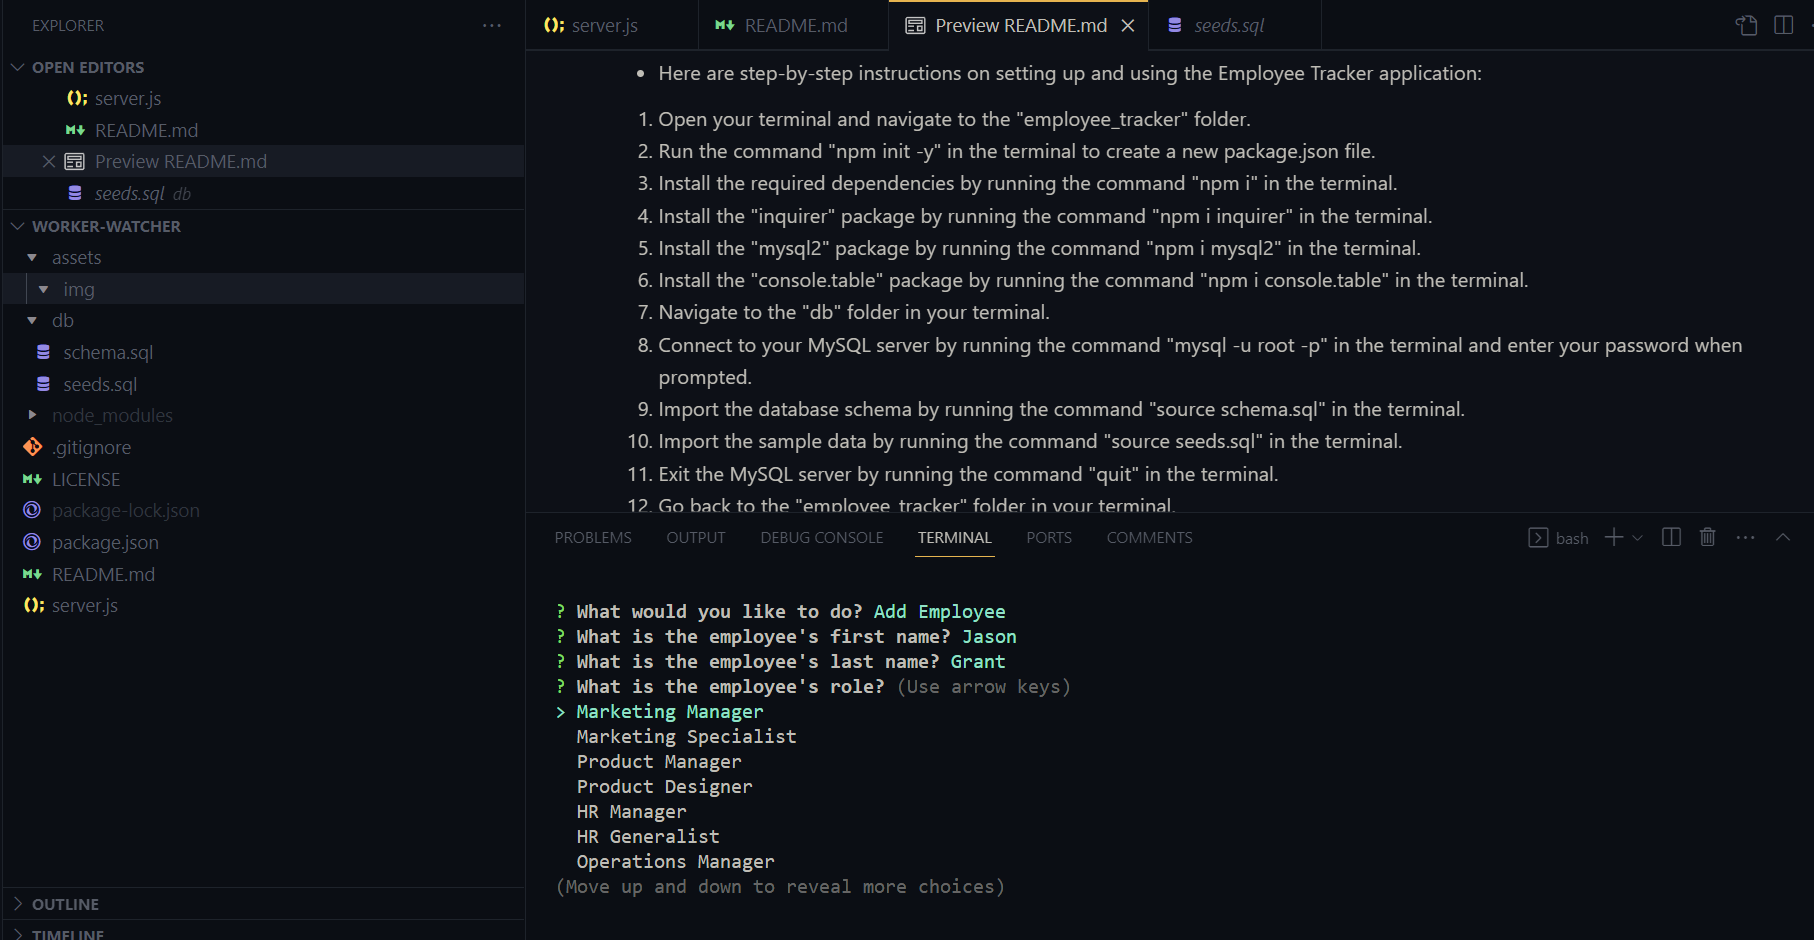 EXPLORER
OPEN EDITORS
server.js
README.md
Preview README.md
seeds.sql db
WORKER-WATCHER
assets
img
db
schema.sql
seeds.sql
node_modules
.gitignore
LICENSE
package-lock.json
package.json
README.md
server.js
OUTLINE
TIMELINE
server.js README.md Preview README.md seeds.sql
• Here are step-by-step instructions on setting up and using the Employee Tracker application:
1. Open your terminal and navigate to the "employee_tracker" folder.
2. Run the command "npm init -y" in the terminal to create a new package.json file.
3. Install the required dependencies by running the command "npm i" in the terminal.
4. Install the "inquirer" package by running the command "npm i inquirer" in the terminal.
5. Install the "mysql2" package by running the command "npm i mysql2" in the terminal.
6. Install the "console.table" package by running the command "npm i console.table" in the terminal.
7. Navigate to the "db" folder in your terminal.
8. Connect to your MySQL server by running the command "mysql -u root -p" in the terminal and enter your password when
prompted.
9. Import the database schema by running the command "source schema.sql" in the terminal.
10. Import the sample data by running the command "source seeds.sql" in the terminal.
11. Exit the MySQL server by running the command "quit" in the terminal.
12. Go back to the "employee_tracker" folder in your terminal.
PROBLEMS OUTPUT DEBUG CONSOLE TERMINAL PORTS COMMENTS
bash
? What would you like to do? Add Employee
? What is the employee's first name? Jason
? What is the employee's last name? Grant
? What is the employee's role? (Use arrow keys)
> Marketing Manager
Marketing Specialist
Product Manager
Product Designer
HR Manager
HR Generalist
Operations Manager
(Move up and down to reveal more choices)